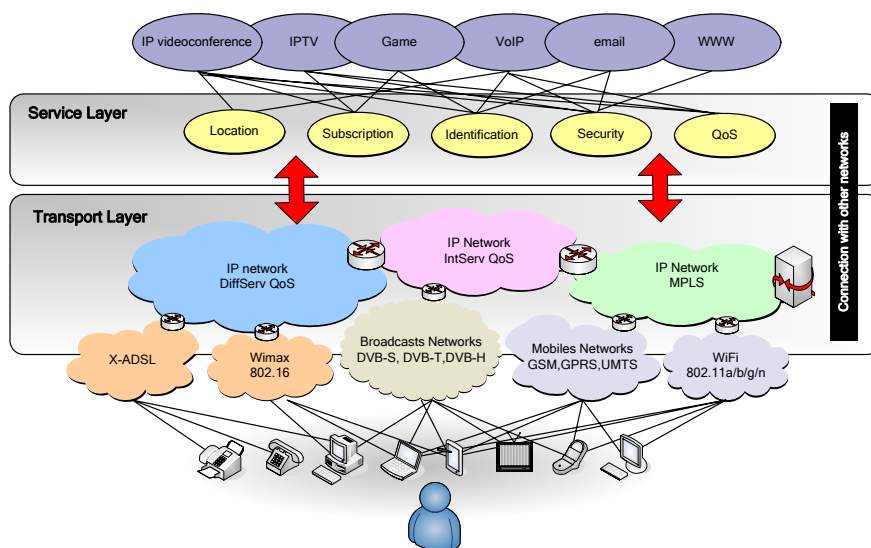 IP videoconference
IPTV
Game
VoIP
email
WWW
Service Layer
Location
Subscription
Identification
Security
QoS
Transport Layer
IP network
DiffServ QoS
IP Network
IntServ QoS
IP Network
MPLS
Connection with other networks
X-ADSL
Wimax
802.16
Broadcasts Networks
DVB-S, DVB-T,DVB-H
Mobiles Networks
GSM,GPRS,UMTS
WiFi
802.11a/b/g/n